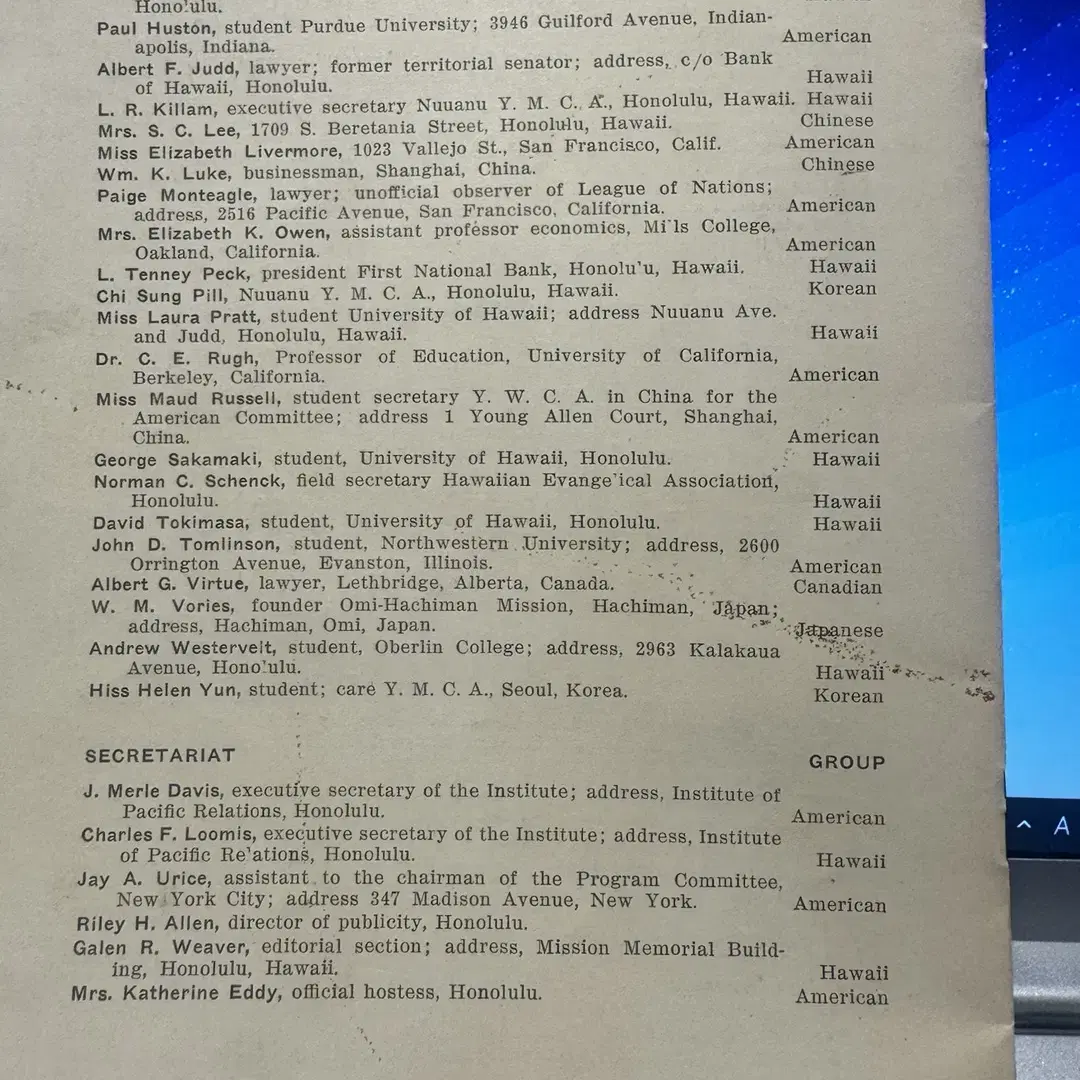 Hono'ulu.
Paul Huston, student Purdue University; 3946 Guilford Avenue, Indian-
apolis, Indiana. American
Albert F. Judd, lawyer; former territorial senator; address, c/o Bank
of Hawaii, Honolulu. Hawaii
L. R. Killam, executive secretary Nuuanu Y. M. C. A., Honolulu, Hawaii. Hawaii
Mrs. S. C. Lee, 1709 S. Beretania Street, Honolulu, Hawaii. Chinese
Miss Elizabeth Livermore, 1023 Vallejo St., San Francisco, Calif. American
Wm. K. Luke, businessman, Shanghai, China. Chinese
Paige Monteagle, lawyer; unofficial observer of League of Nations;
address, 2516 Pacific Avenue, San Francisco, California. American
Mrs. Elizabeth K. Owen, assistant professor economics, Mi'ls College,
Oakland, California. American
L. Tenney Peck, president First National Bank, Honolu'u, Hawaii. Hawaii
Chi Sung Pill, Nuuanu Y. M. C. A., Honolulu, Hawaii. Korean
Miss Laura Pratt, student University of Hawaii; address Nuuanu Ave.
and Judd, Honolulu, Hawaii. Hawaii
Dr. C. E. Rugh, Professor of Education, University of California,
Berkeley, California. American
Miss Maud Russell, student secretary Y. W. C. A. in China for the
American Committee; address 1 Young Allen Court, Shanghai,
China. American
George Sakamaki, student, University of Hawaii, Honolulu. Hawaii
Norman C. Schenck, field secretary Hawaiian Evange'ical Association,
Honolulu. Hawaii
David Tokimasa, student, University of Hawaii, Honolulu. Hawaii
John D. Tomlinson, student, Northwestern University; address, 2600
Orrington Avenue, Evanston, Illinois. American
Albert G. Virtue, lawyer, Lethbridge, Alberta, Canada. Canadian
W. M. Vories, founder Omi-Hachiman Mission, Hachiman, Japan;
address, Hachiman, Omi, Japan. Japanese
Andrew Westervelt, student, Oberlin College; address, 2963 Kalakaua
Avenue, Hono'ulu. Hawaii
Hiss Helen Yun, student; care Y. M. C. A., Seoul, Korea. Korean
SECRETARIAT GROUP
J. Merle Davis, executive secretary of the Institute; address, Institute of
Pacific Relations, Honolulu. American
Charles F. Loomis, executive secretary of the Institute; address, Institute
of Pacific Re'ations, Honolulu. Hawaii
Jay A. Urice, assistant to the chairman of the Program Committee,
New York City; address 347 Madison Avenue, New York. American
Riley H. Allen, director of publicity, Honolulu.
Galen R. Weaver, editorial section; address, Mission Memorial Build-
ing, Honolulu, Hawaii. Hawaii
Mrs. Katherine Eddy, official hostess, Honolulu. American
A